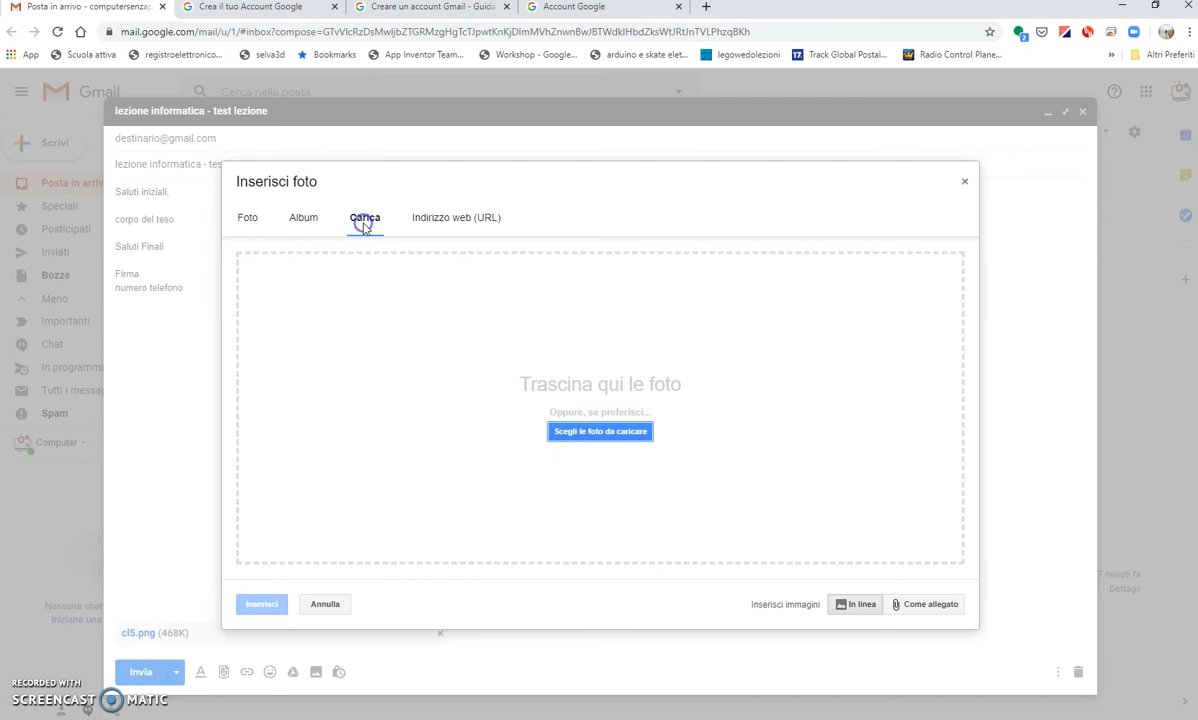 Posta in arrivo - computersenzap
Crea il tuo Account Google
Creare un account Gmail - Guida
Account Google
mail.google.com/mail/u/1/#inbox?compose=
App
Scuola attiva
registroelettronico...
selva3d
Bookmarks
App Inventor Team...
Workshop - Google...
arduino e skate elet...
legowedolezioni
Track Global Postal...
Radio Control Plane...
Altri Preferiti
Gmail
Cerca nella posta
lezione informatica - test lezione
destinario@gmail.com
Scrivi
lezione informatica - tes
Posta in arriv
Inserisci foto
Saluti iniziali,
Speciali
Foto
Album
Carica
Indirizzo web (URL)
corpo del teso
Posticipati
Saluti Finali
Inviati
Firma
Bozze
numero telefono
Meno
Importanti
Chat
In programma
Trascina qui le foto
Tutti i messag
Oppure, se preferisci...
Scegli le foto da caricare
Spam
Computer
7 minuti fa
Dettagli
Nessuna chat
Iniziane una
Inserisci
Annulla
Inserisci immagini
In linea
Come allegato
cl5.png (468K)
Invia
RECORDED WITH
SCREENCAST MATIC